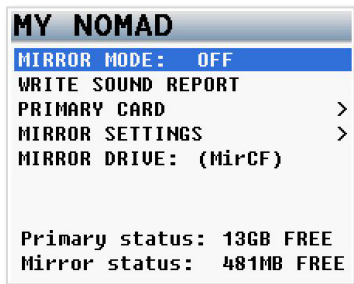 MY NOMAD
MIRROR MODE: OFF
WRITE SOUND REPORT
PRIMARY CARD >
MIRROR SETTINGS >
MIRROR DRIVE: (MirCF)
Primary status: 13GB FREE
Mirror status: 481MB FREE